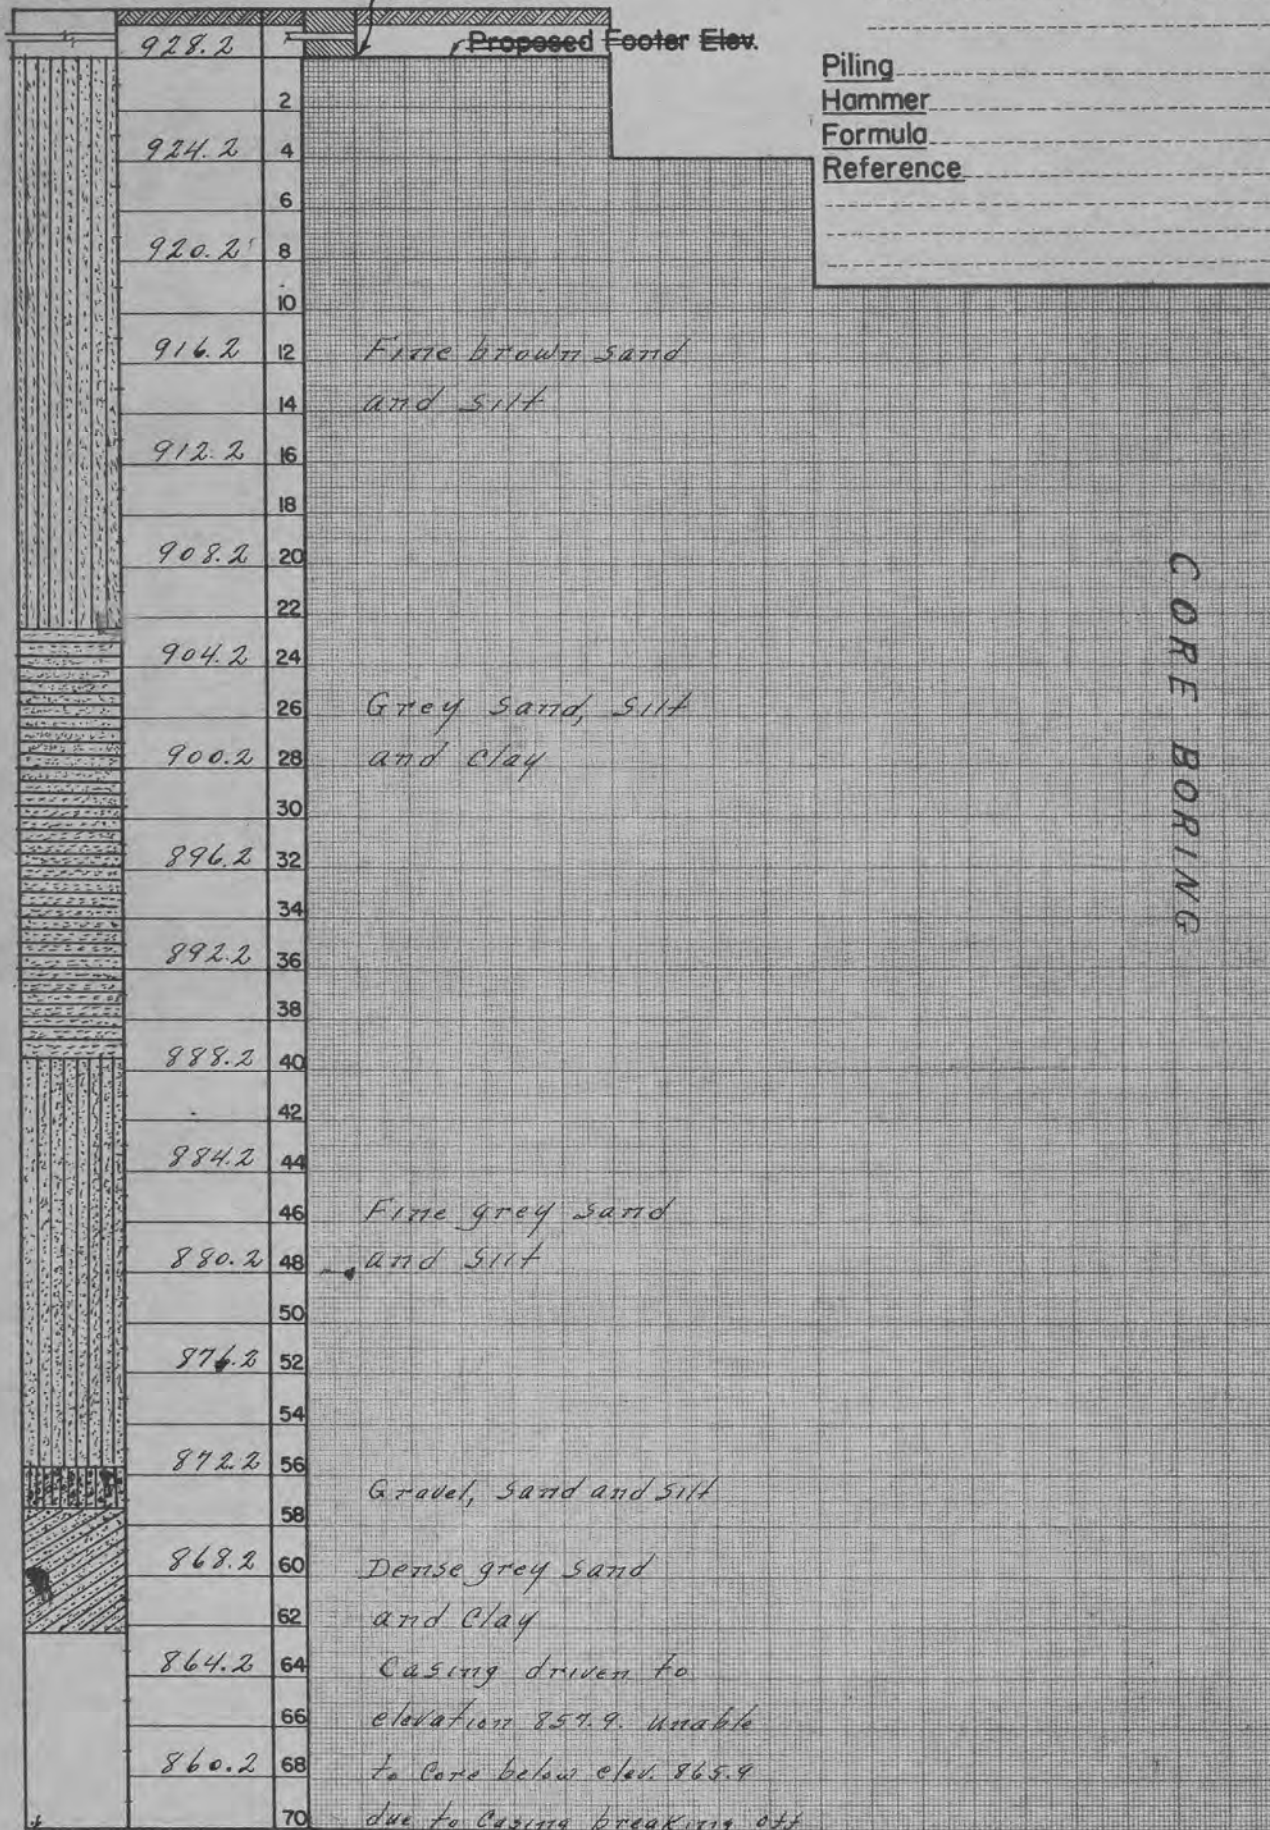 928.2 Proposed Footer Elev.
Piling
Hammer
Formula
Reference
2
924.2 4
6
920.2 8
10
916.2 12 Fine brown sand
14 and silt
912.2 16
18
908.2 20
22
904.2 24
26 Grey sand, silt
900.2 28 and clay
30
896.2 32
34
892.2 36
38
888.2 40
42
884.2 44
46 Fine grey sand
880.2 48 and silt
50
876.2 52
54
872.2 56
Gravel, sand and silt
58
868.2 60 Dense grey sand
62 and clay
864.2 64 Casing driven to
66 elevation 857.9. Unable
860.2 68 to core below elev. 865.9
70 due to casing breaking off
CORE BORING